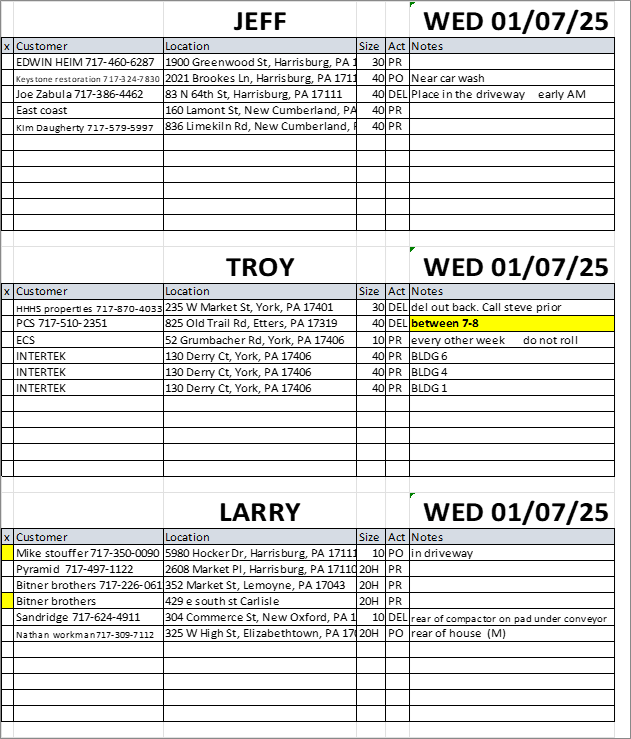 JEFF WED 01/07/25
x Customer Location Size Act Notes
EDWIN HEIM 717-460-6287 1900 Greenwood St, Harrisburg, PA 1 30 PR
Keystone restoration 717-324-7830 2021 Brookes Ln, Harrisburg, PA 1711 40 PO Near car wash
Joe Zabula 717-386-4462 83 N 64th St, Harrisburg, PA 17111 40 DEL Place in the driveway early AM
East coast 160 Lamont St, New Cumberland, PA 40 PR
Kim Daugherty 717-579-5997 836 Limekiln Rd, New Cumberland, P 40 PR
TROY WED 01/07/25
x Customer Location Size Act Notes
HHHS properties 717-870-4033 235 W Market St, York, PA 17401 30 DEL del out back. Call steve prior
PCS 717-510-2351 825 Old Trail Rd, Etters, PA 17319 40 DEL between 7-8
ECS 52 Grumbacher Rd, York, PA 17406 10 PR every other week do not roll
INTERTEK 130 Derry Ct, York, PA 17406 40 PR BLDG 6
INTERTEK 130 Derry Ct, York, PA 17406 40 PR BLDG 4
INTERTEK 130 Derry Ct, York, PA 17406 40 PR BLDG 1
LARRY WED 01/07/25
x Customer Location Size Act Notes
Mike stouffer 717-350-0090 5980 Hocker Dr, Harrisburg, PA 17111 10 PO in driveway
Pyramid 717-497-1122 2608 Market Pl, Harrisburg, PA 17110 20H PR
Bitner brothers 717-226-061 352 Market St, Lemoyne, PA 17043 20H PR
Bitner brothers 429 e south st Carlisle 20H PR
Sandridge 717-624-4911 304 Commerce St, New Oxford, PA 1 10 DEL rear of compactor on pad under conveyor
Nathan workman 717-309-7112 325 W High St, Elizabethtown, PA 170 20H PO rear of house (M)